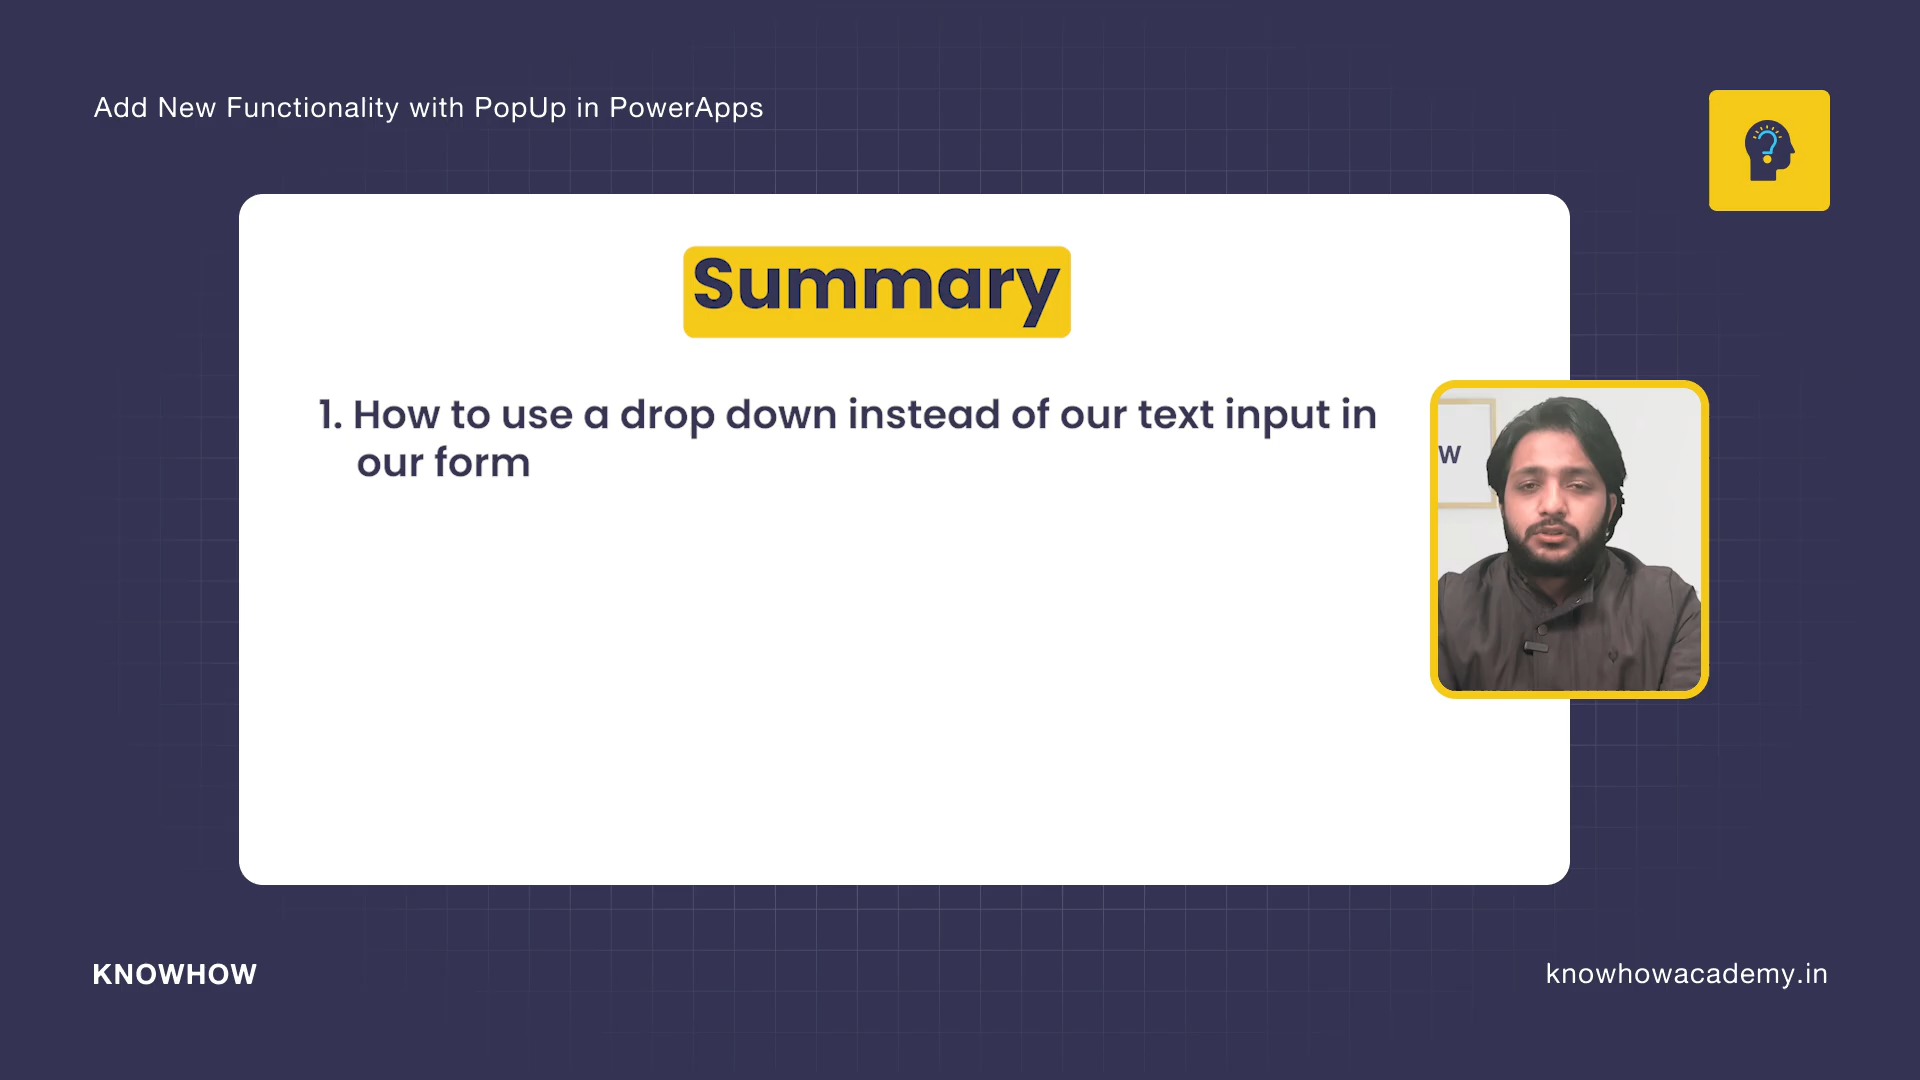 Add New Functionality with PopUp in PowerApps
Summary
1. How to use a drop down instead of our text input in
our form
W
KNOWHOW
knowhowacademy.in